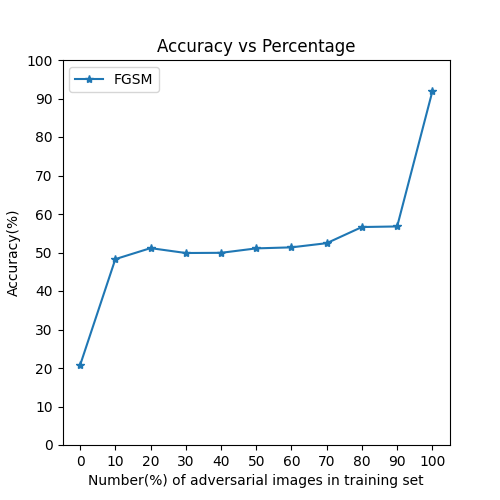 Accuracy vs Percentage
FGSM
Accuracy(%)
100
90
80
70
60
50
40
30
20
10
0
0 10 20 30 40 50 60 70 80 90 100
Number(%) of adversarial images in training set